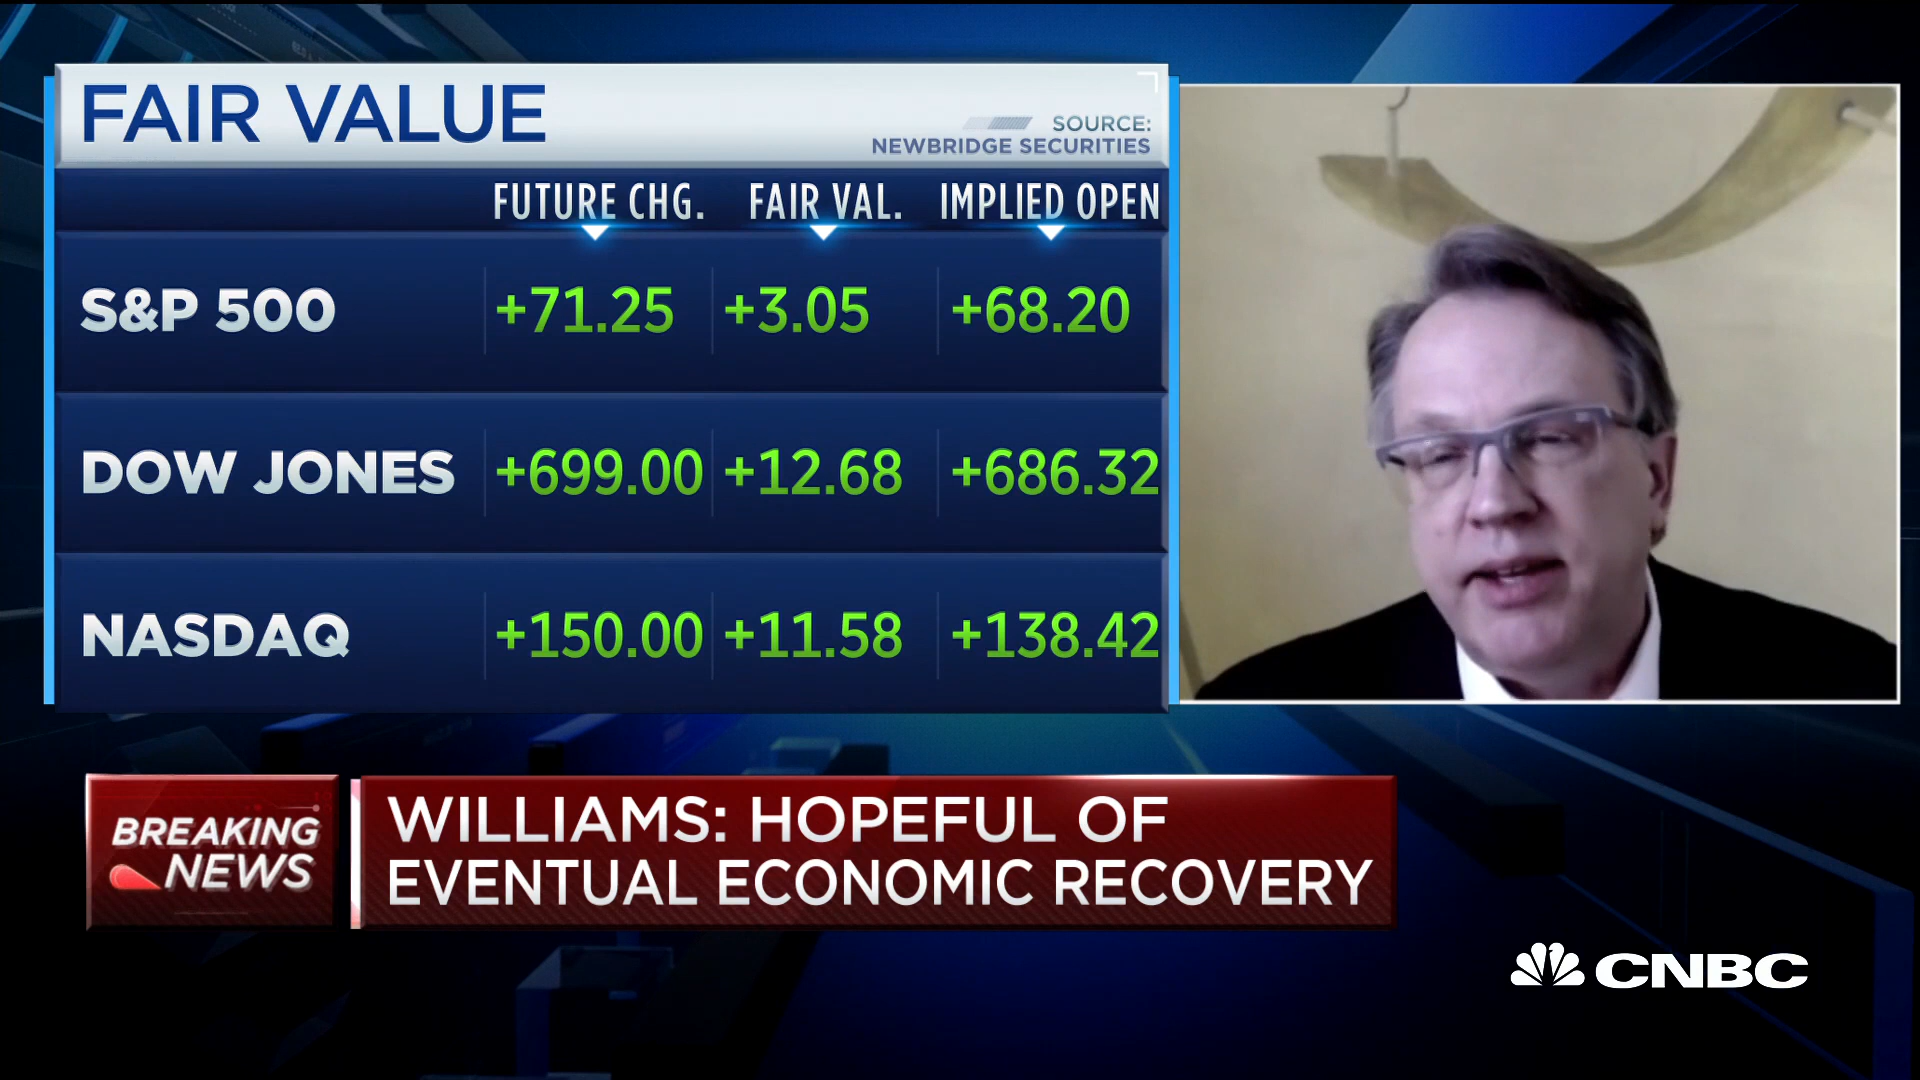 FAIR VALUE
SOURCE:
NEWBRIDGE SECURITIES
FUTURE CHG. FAIR VAL. IMPLIED OPEN
S&P 500 +71.25 +3.05 +68.20
DOW JONES +699.00 +12.68 +686.32
NASDAQ +150.00 +11.58 +138.42
BREAKING
NEWS
WILLIAMS: HOPEFUL OF
EVENTUAL ECONOMIC RECOVERY
CNBC